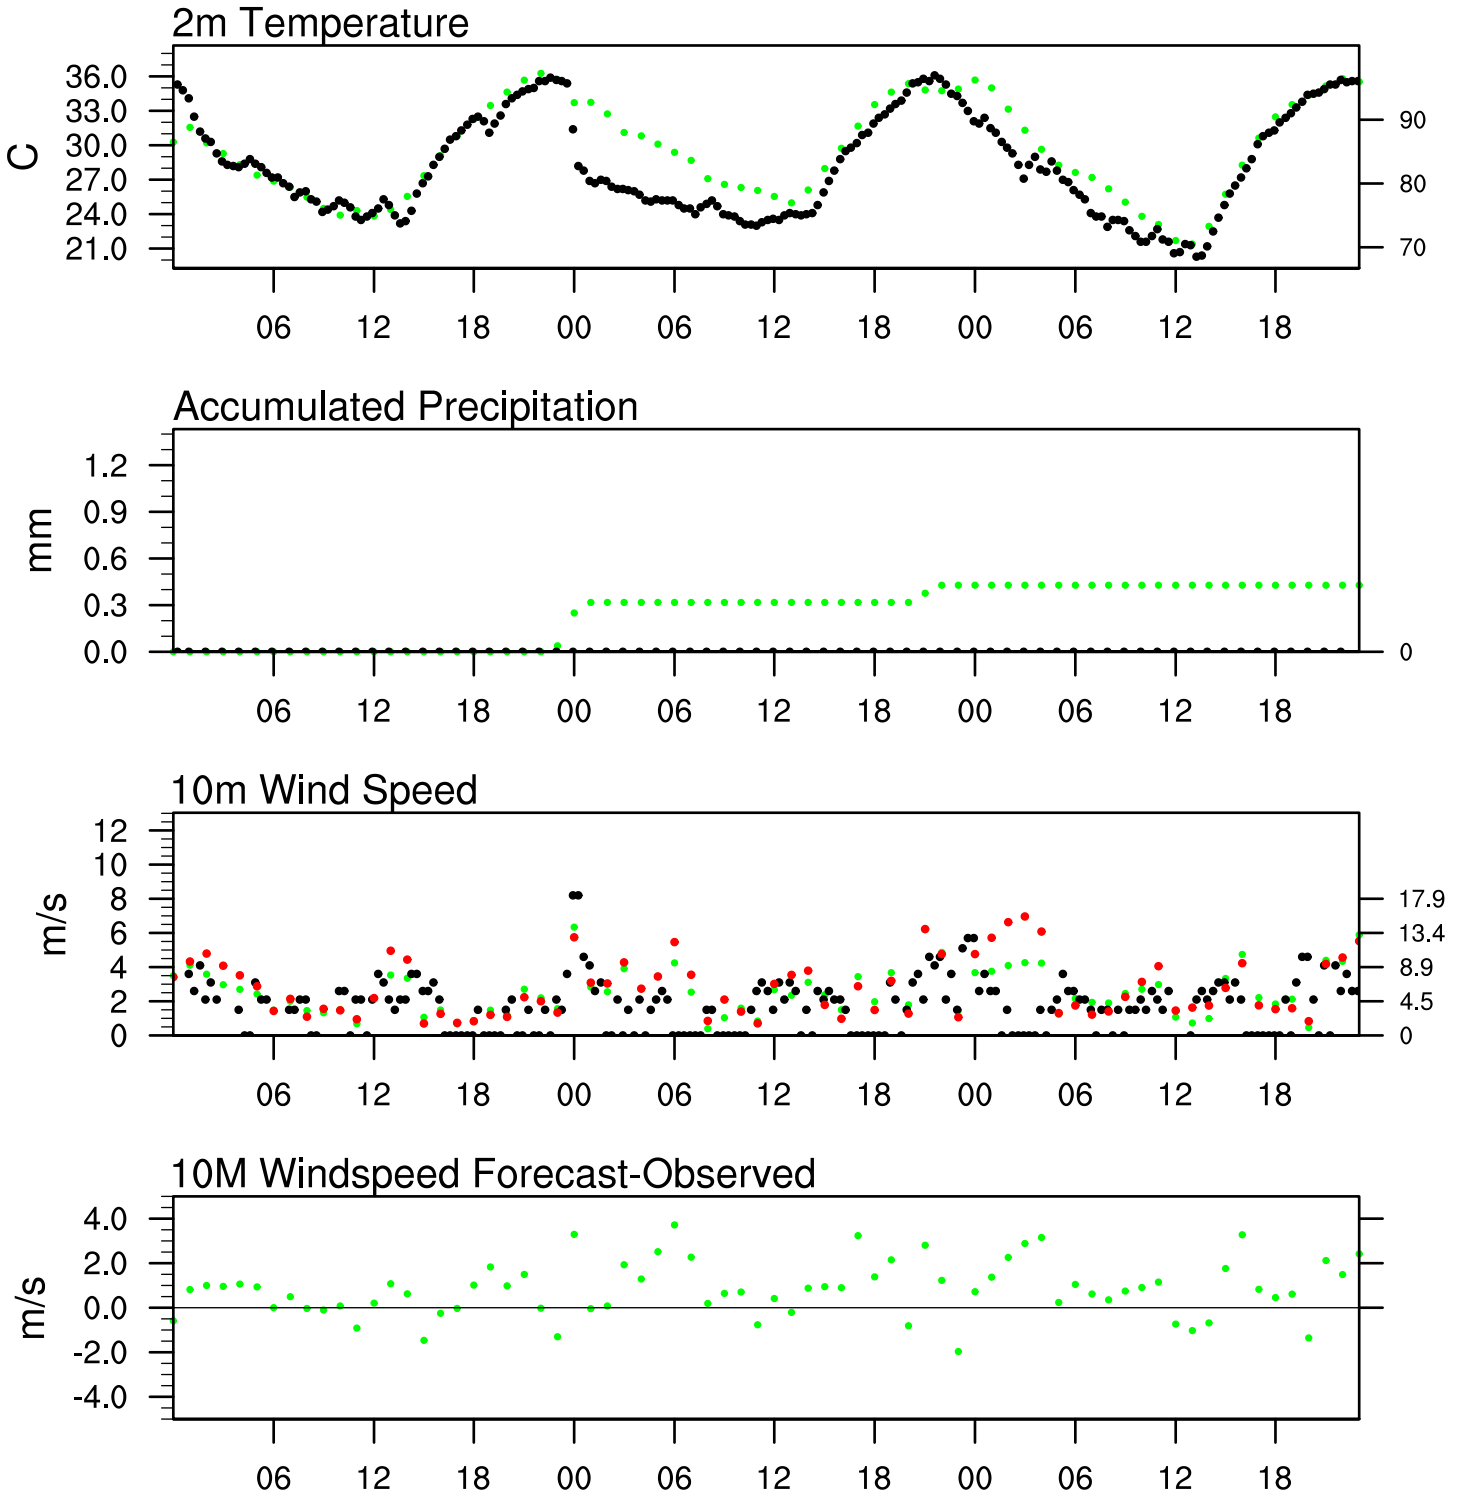 2m Temperature
C
36.0
33.0
30.0
27.0
24.0
21.0
90
80
70
06 12 18 00 06 12 18 00 06 12 18
Accumulated Precipitation
mm
1.2
0.9
0.6
0.3
0.0
0
06 12 18 00 06 12 18 00 06 12 18
10m Wind Speed
m/s
12
10
8
6
4
2
0
17.9
13.4
8.9
4.5
0
06 12 18 00 06 12 18 00 06 12 18
10M Windspeed Forecast-Observed
m/s
4.0
2.0
0.0
-2.0
-4.0
06 12 18 00 06 12 18 00 06 12 18